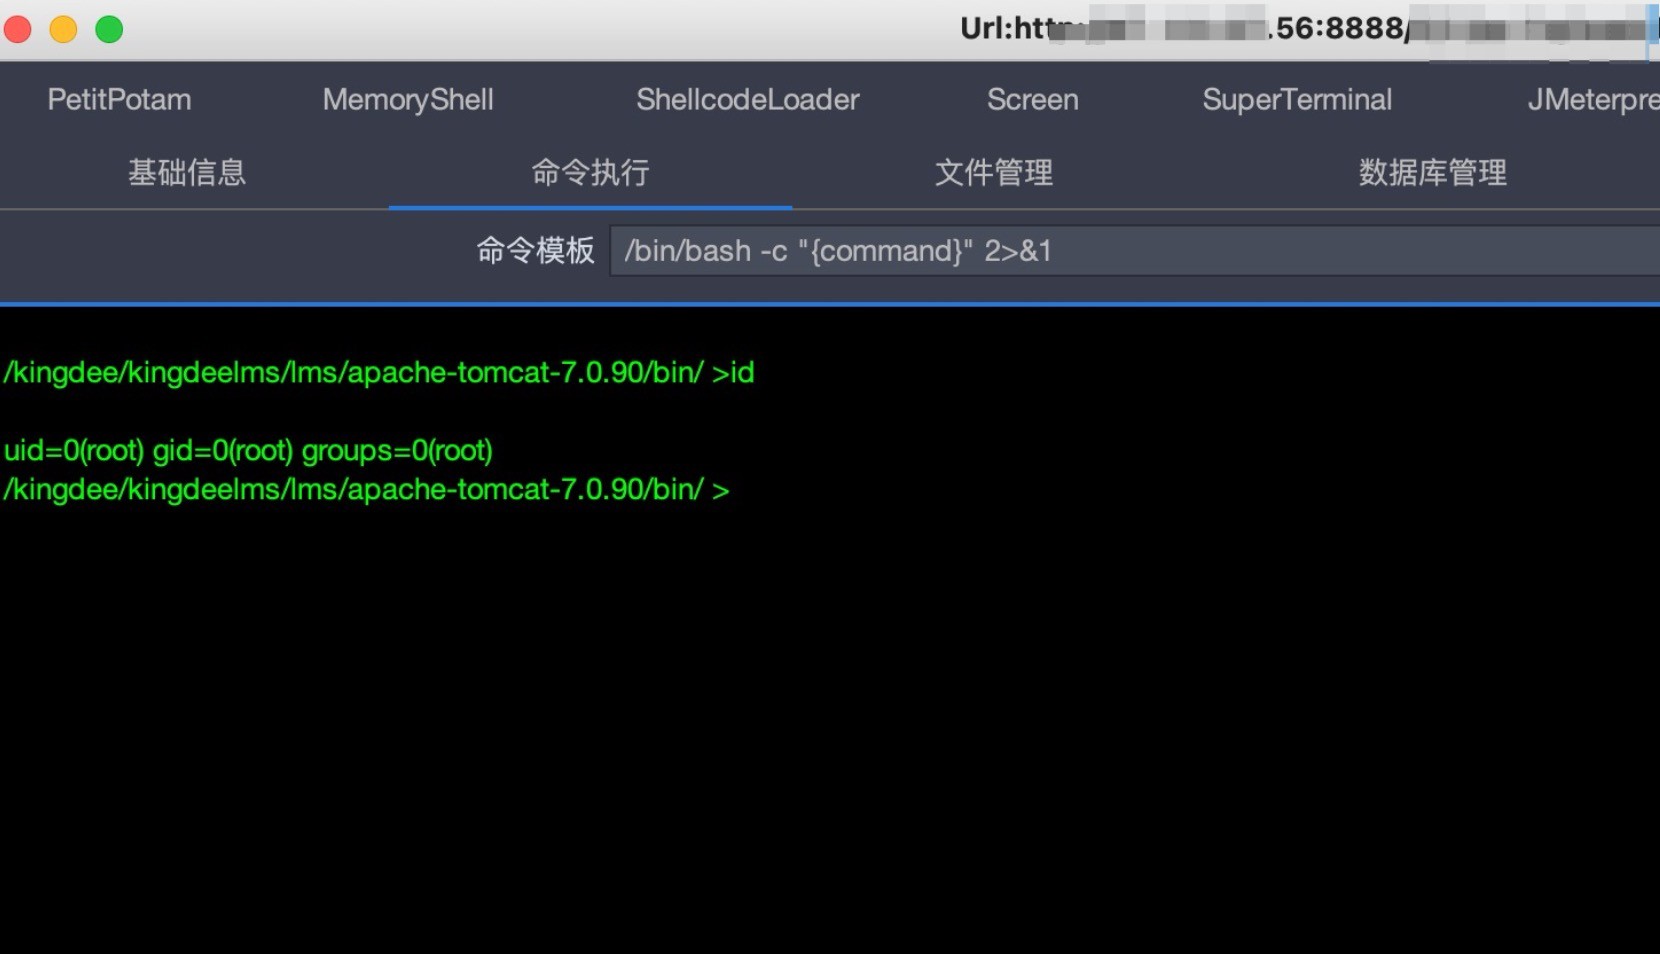 Url:htt .56:8888/
PetitPotam MemoryShell ShellcodeLoader Screen SuperTerminal JMeterpre
基础信息 命令执行 文件管理 数据库管理
命令模板 /bin/bash -c "{command}" 2>&1
/kingdee/kingdeelms/lms/apache-tomcat-7.0.90/bin/ >id
uid=0(root) gid=0(root) groups=0(root)
/kingdee/kingdeelms/lms/apache-tomcat-7.0.90/bin/ >